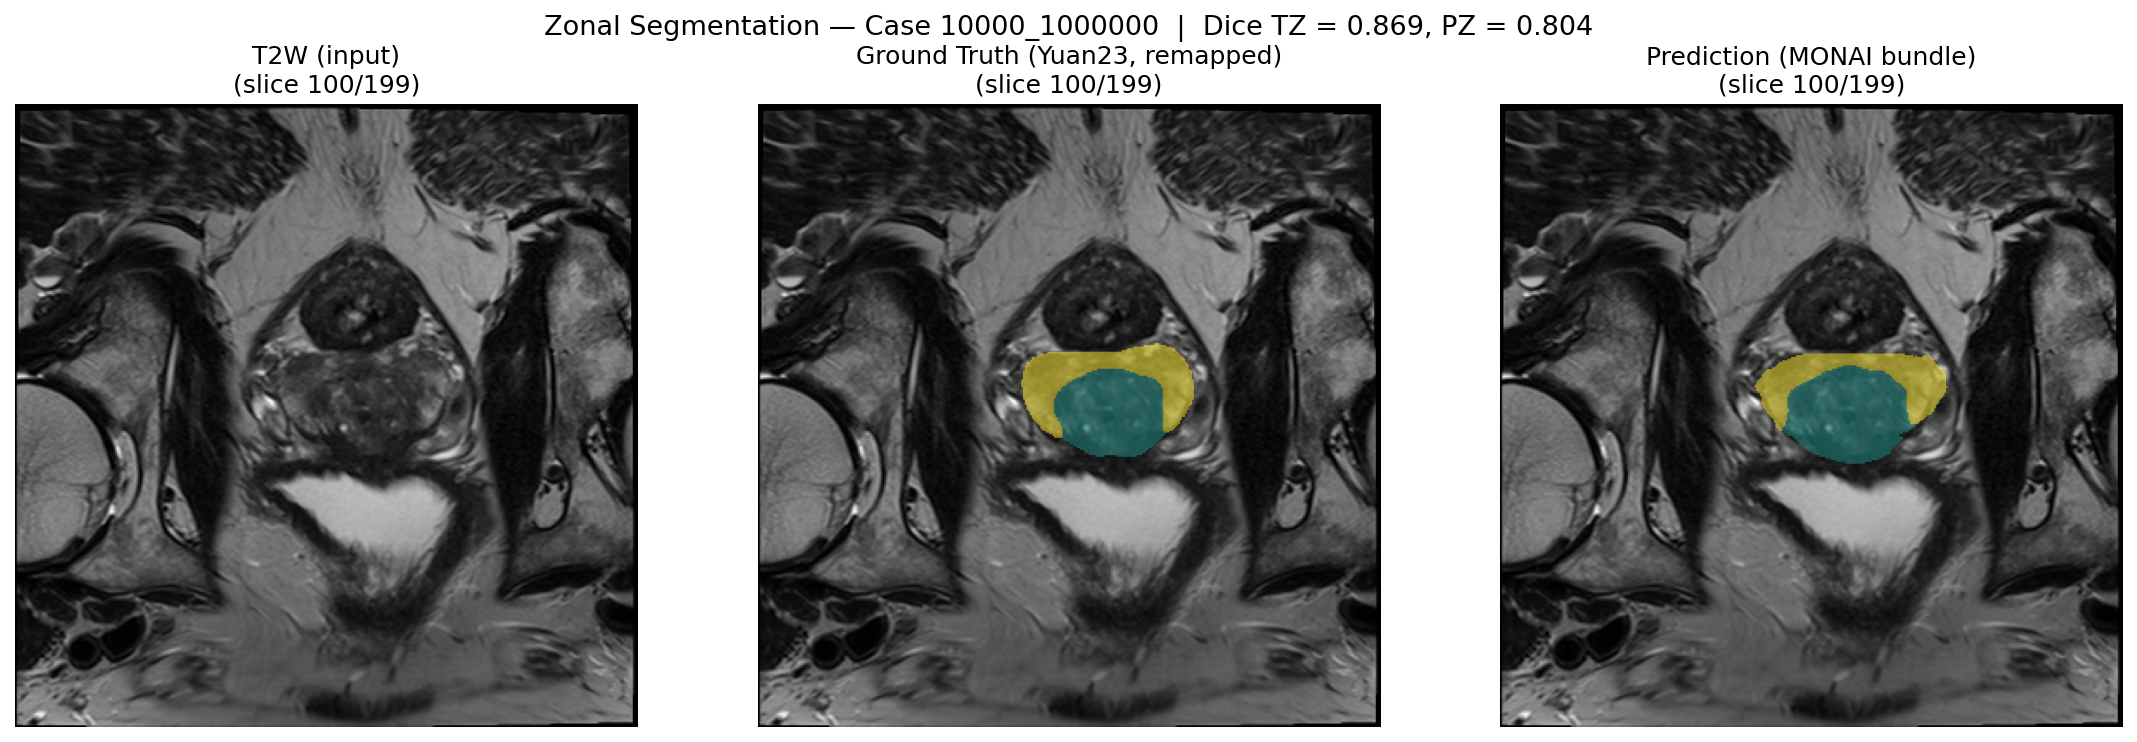 Zonal Segmentation — Case 10000_1000000 | Dice TZ = 0.869, PZ = 0.804
T2W (input)
(slice 100/199)
Ground Truth (Yuan23, remapped)
(slice 100/199)
Prediction (MONAI bundle)
(slice 100/199)